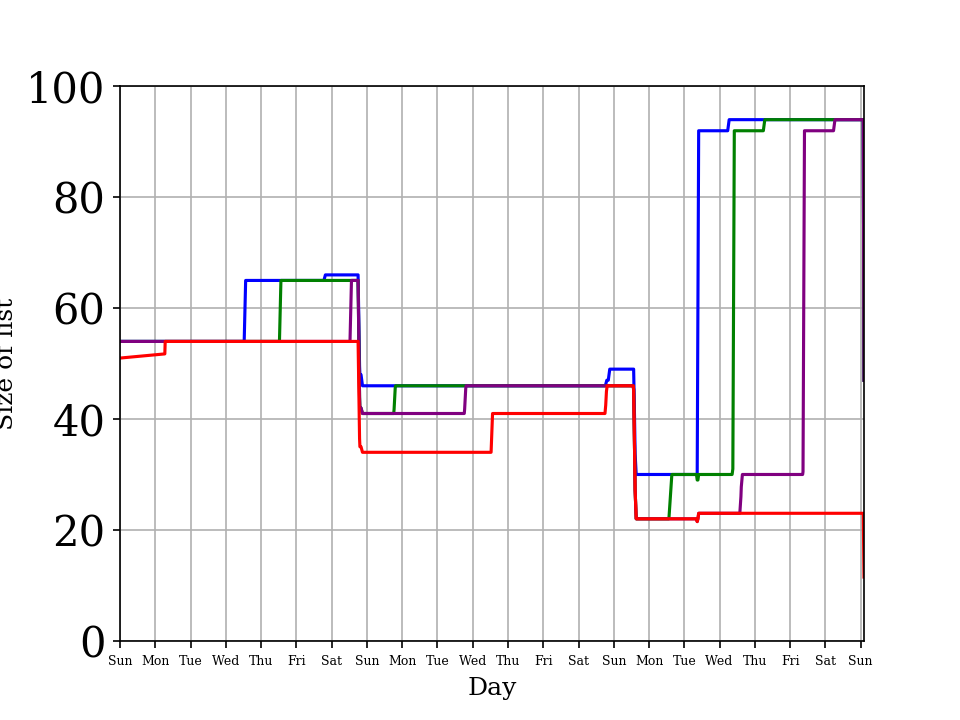 100
80
60
40
20
0
Size of list
Sun Mon Tue Wed Thu Fri Sat Sun Mon Tue Wed Thu Fri Sat Sun Mon Tue Wed Thu Fri Sat Sun
Day